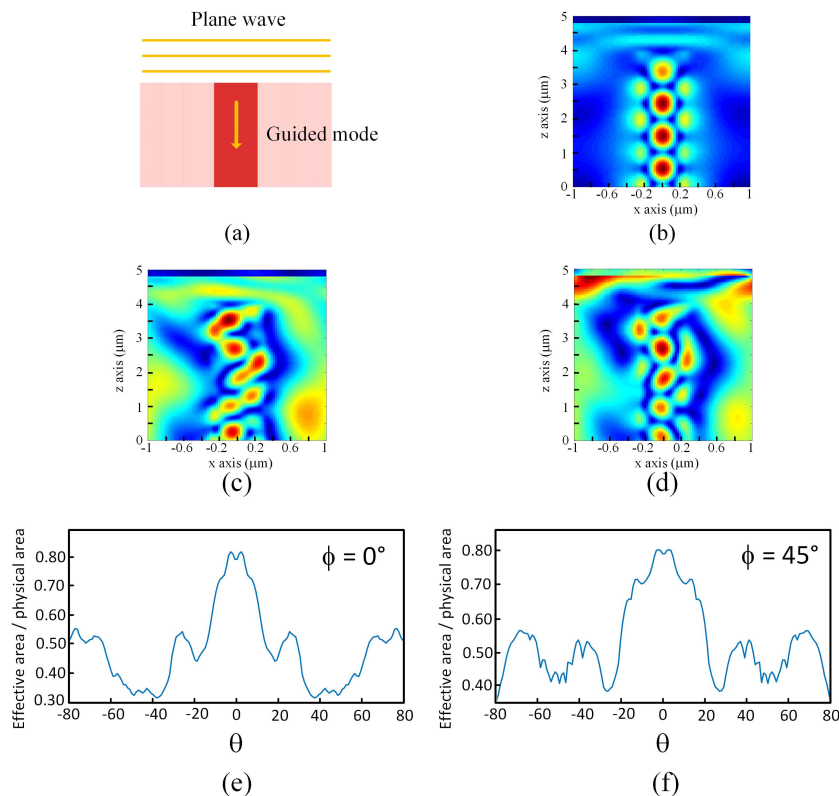 Plane wave
Guided mode
(a)
z axis (μm)
5
4
3
2
1
0
-1 -0.6 -0.2 0.2 0.6 1
x axis (μm)
(b)
z axis (μm)
5
4
3
2
1
0
-1 -0.6 -0.2 0.2 0.6 1
x axis (μm)
(c)
z axis (μm)
5
4
3
2
1
0
-1 -0.6 -0.2 0.2 0.6 1
x axis (μm)
(d)
Effective area / physical area
ϕ = 0°
0.80
0.70
0.60
0.50
0.40
0.30
-80 -60 -40 -20 0 20 40 60 80
θ
(e)
Effective area / physical area
ϕ = 45°
0.80
0.70
0.60
0.50
0.40
-80 -60 -40 -20 0 20 40 60 80
θ
(f)